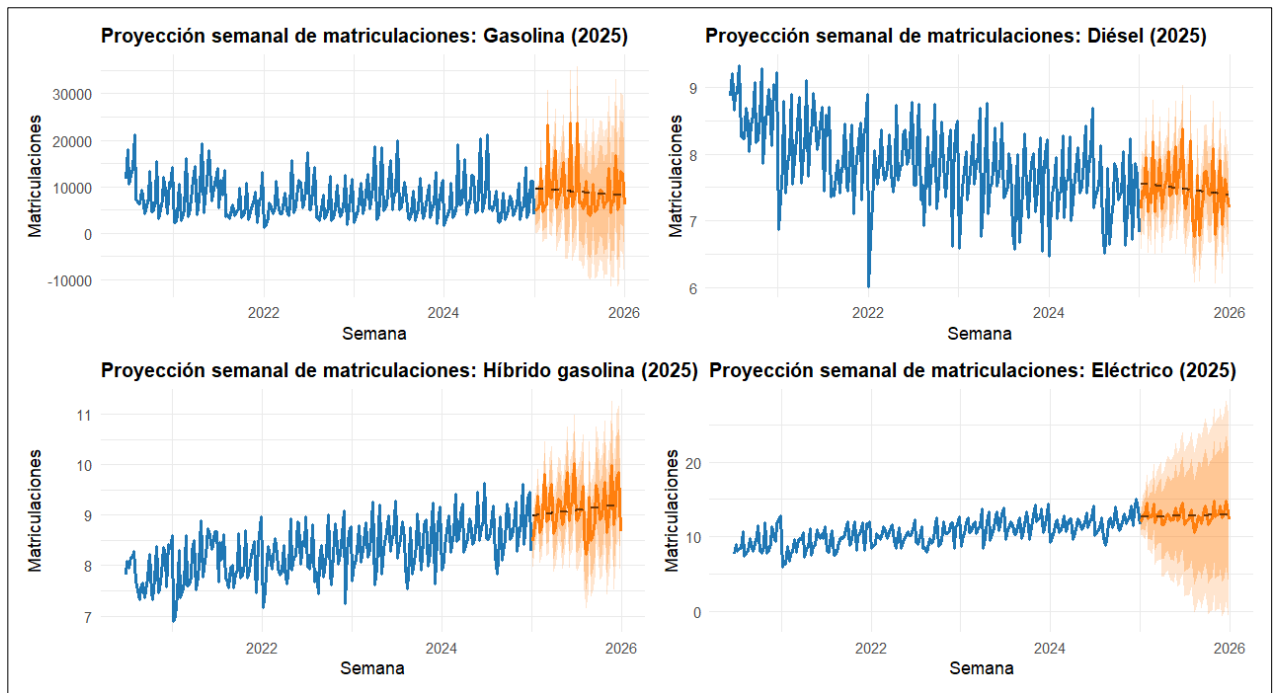 Proyección semanal de matriculaciones: Gasolina (2025)
Matriculaciones
30000
20000
10000
0
-10000
2022
2024
2026
Semana
Proyección semanal de matriculaciones: Diésel (2025)
Matriculaciones
9
8
7
6
2022
2024
2026
Semana
Proyección semanal de matriculaciones: Híbrido gasolina (2025)
Matriculaciones
11
10
9
8
7
2022
2024
2026
Semana
Proyección semanal de matriculaciones: Eléctrico (2025)
Matriculaciones
20
10
0
2022
2024
2026
Semana